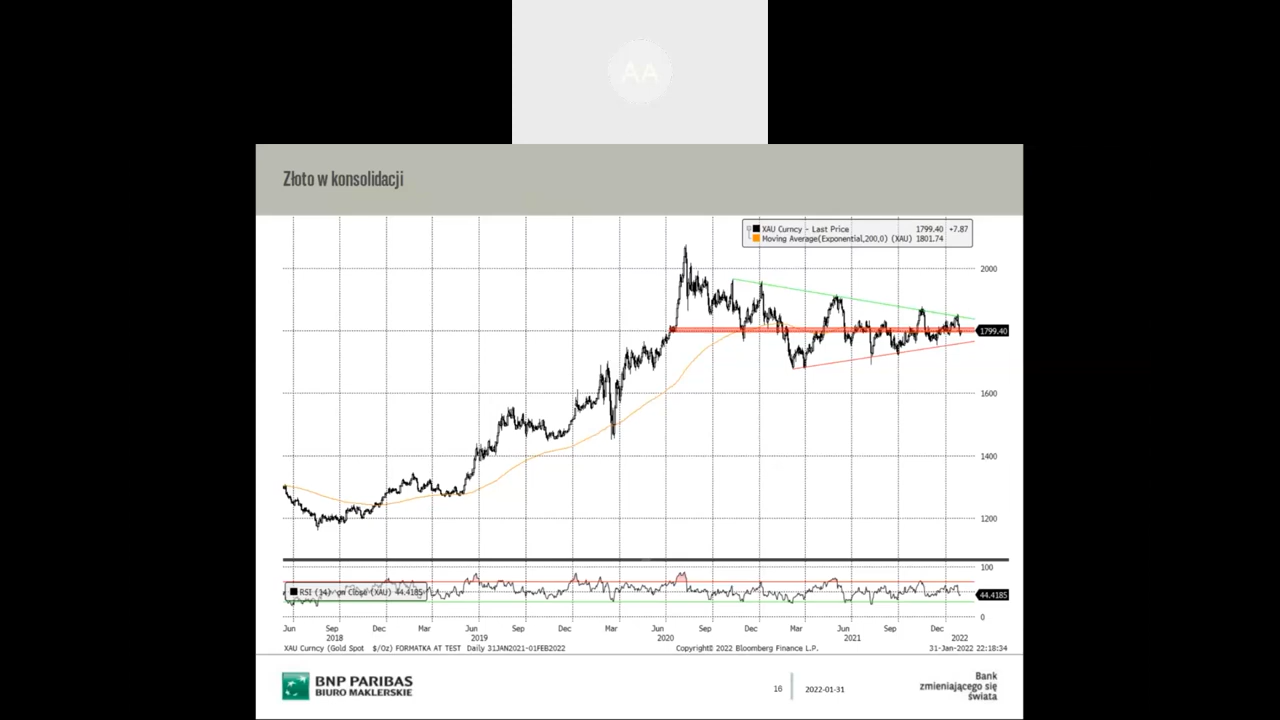 AA
Złoto w konsolidacji
XAU Curncy - Last Price 1799.40 +7.87
Moving Average(Exponential,200,0) (XAU) 1801.74
2000
1799.40
1600
1400
1200
100
RSI (14) on Close (XAU) 44.4185
44.4185
0
Jun Sep Dec Mar Jun Sep Dec Mar Jun Sep Dec Mar Jun Sep Dec
2018 2019 2020 2021 2022
XAU Curncy (Gold Spot $/Oz) FORMATKA AT TEST Daily 31JAN2021-01FEB2022 Copyright© 2022 Bloomberg Finance L.P. 31-Jan-2022 22:18:34
BNP PARIBAS
BIURO MAKLERSKIE
16 2022-01-31
Bank
zmieniającego się
świata